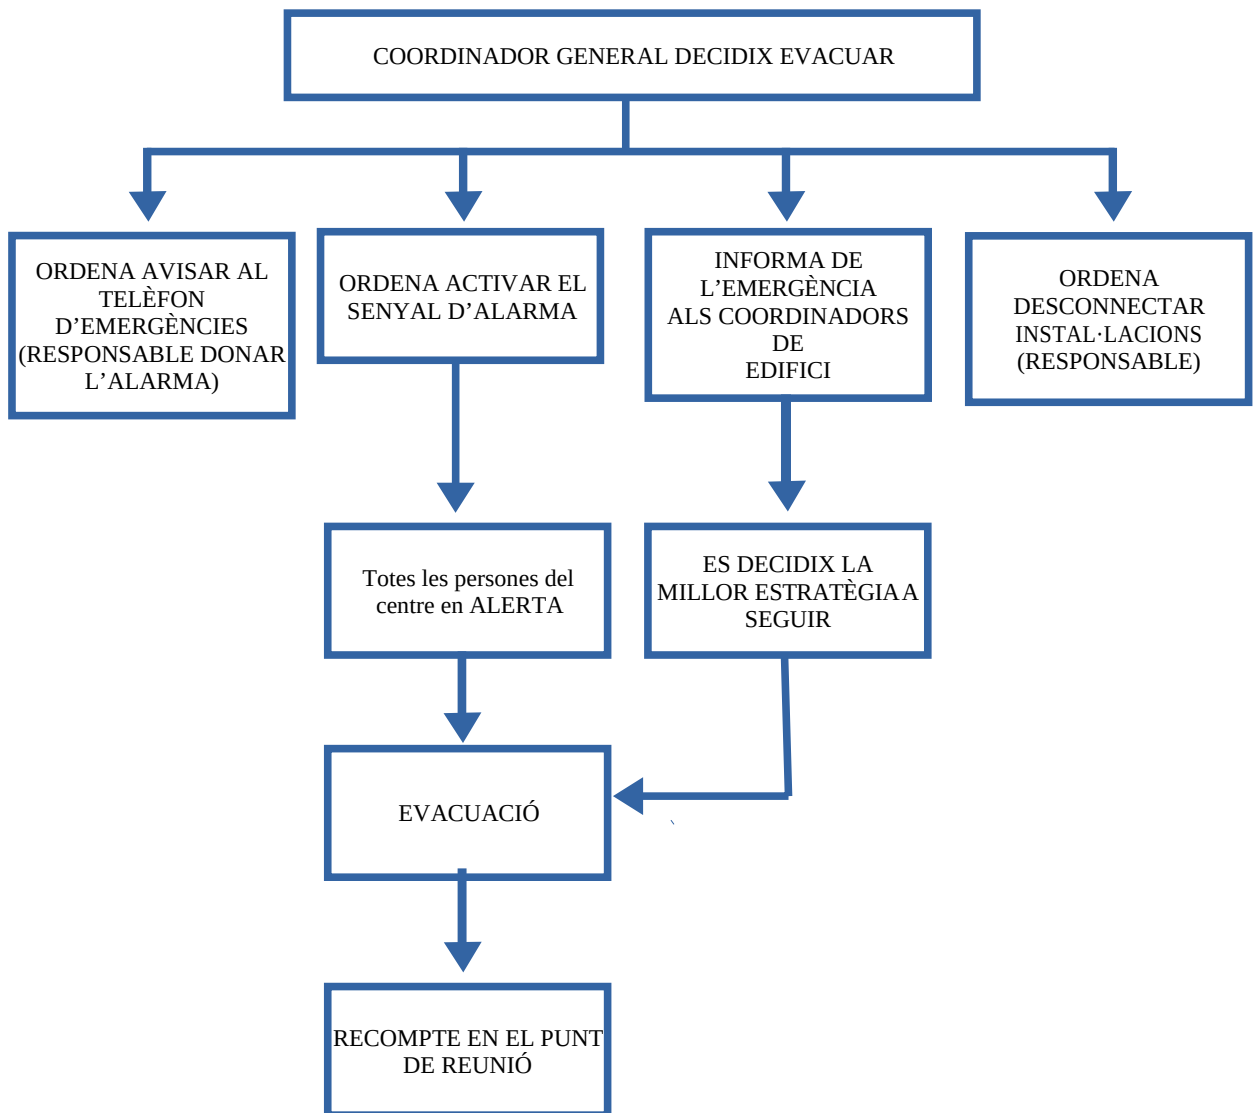 COORDINADOR GENERAL DECIDIX EVACUAR
ORDENA AVISAR AL
TELÈFON
D’EMERGÈNCIES
(RESPONSABLE DONAR
L’ALARMA)
ORDENA ACTIVAR EL
SENYAL D’ALARMA
INFORMA DE
L’EMERGÈNCIA
ALS COORDINADORS
DE
EDIFICI
ORDENA
DESCONNECTAR
INSTAL·LACIONS
(RESPONSABLE)
Totes les persones del
centre en ALERTA
ES DECIDIX LA
MILLOR ESTRATÈGIA A
SEGUIR
EVACUACIÓ
RECOMPTE EN EL PUNT
DE REUNIÓ